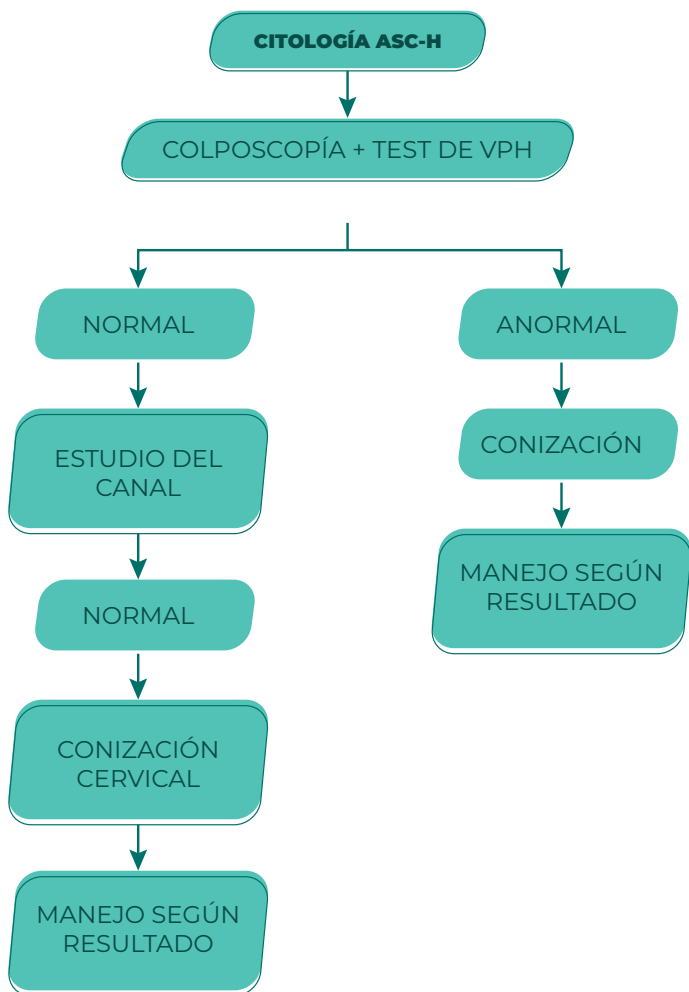 CITOLOGÍA ASC-H
COLPOSCOPÍA + TEST DE VPH
NORMAL
ANORMAL
ESTUDIO DEL
CANAL
CONIZACIÓN
NORMAL
MANEJO SEGÚN
RESULTADO
CONIZACIÓN
CERVICAL
MANEJO SEGÚN
RESULTADO